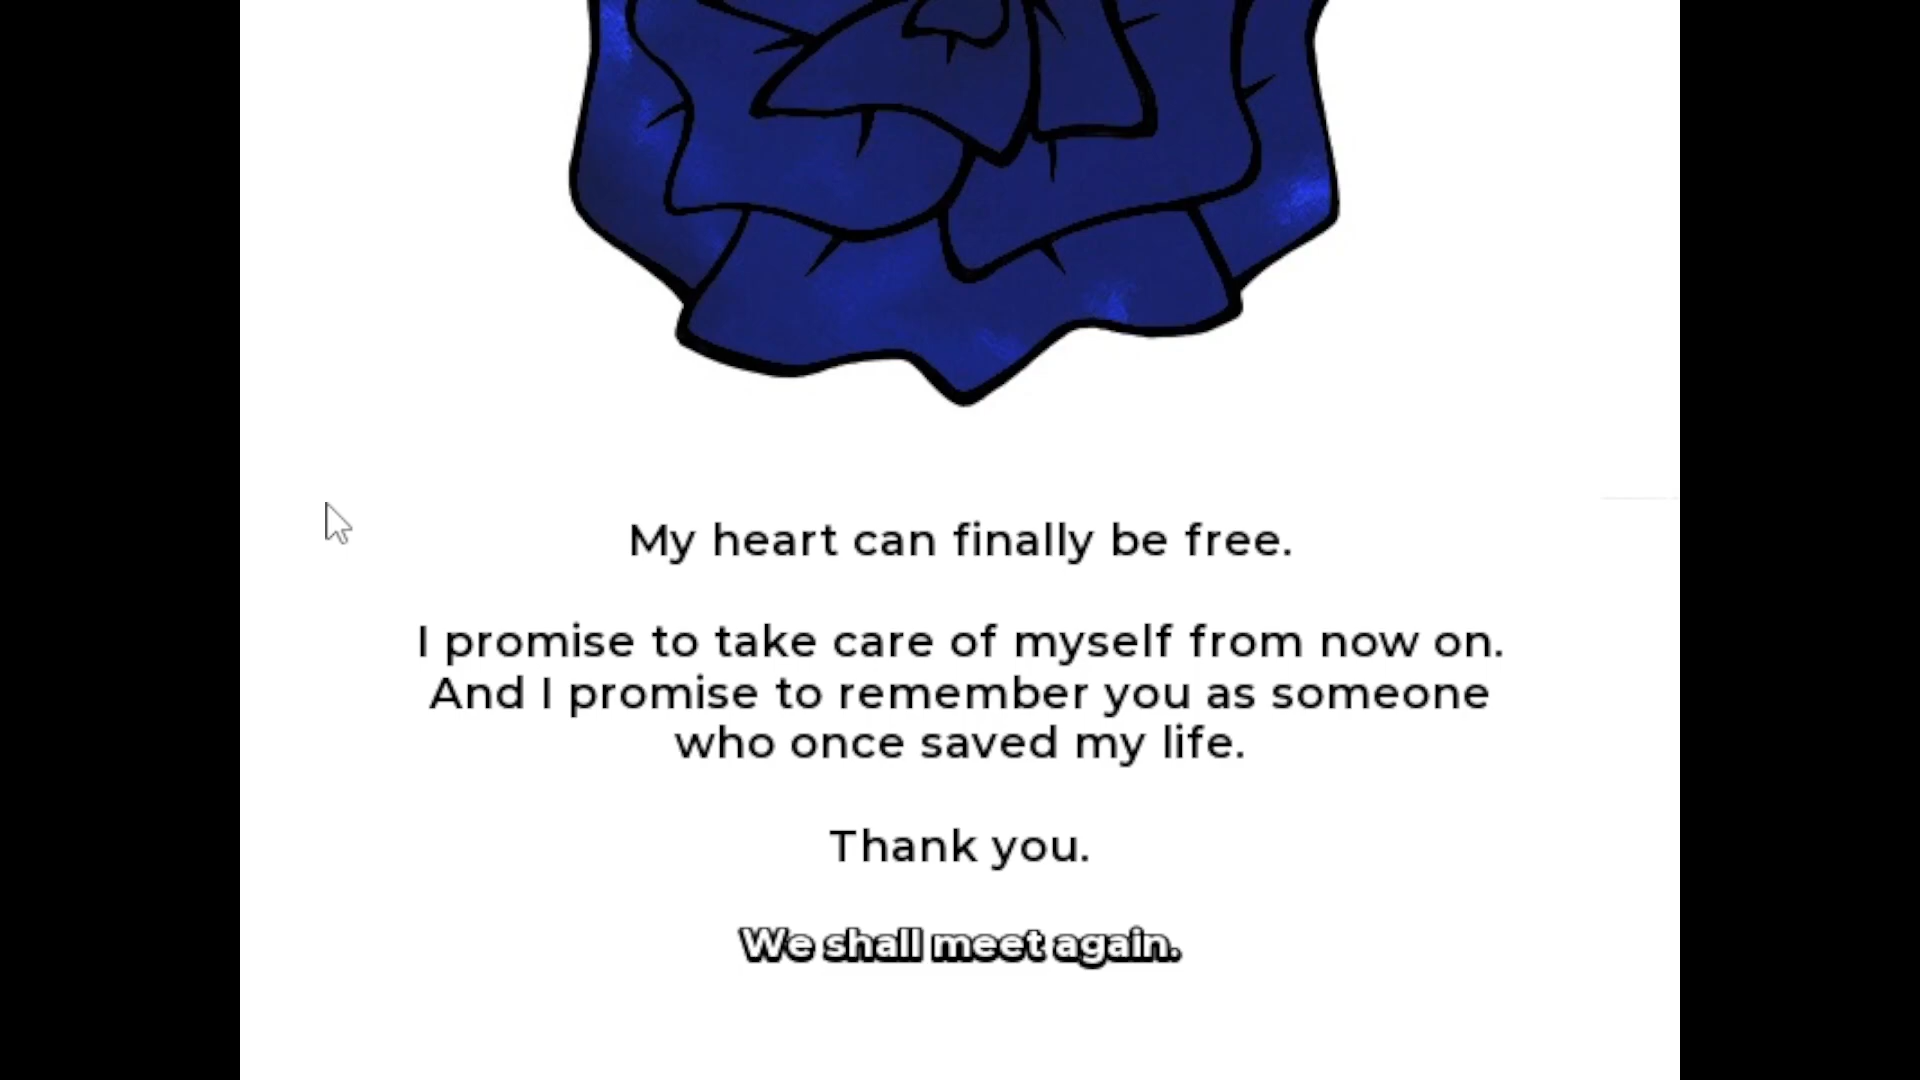 My heart can finally be free.
I promise to take care of myself from now on.
And I promise to remember you as someone
who once saved my life.
Thank you.
We shall meet again.